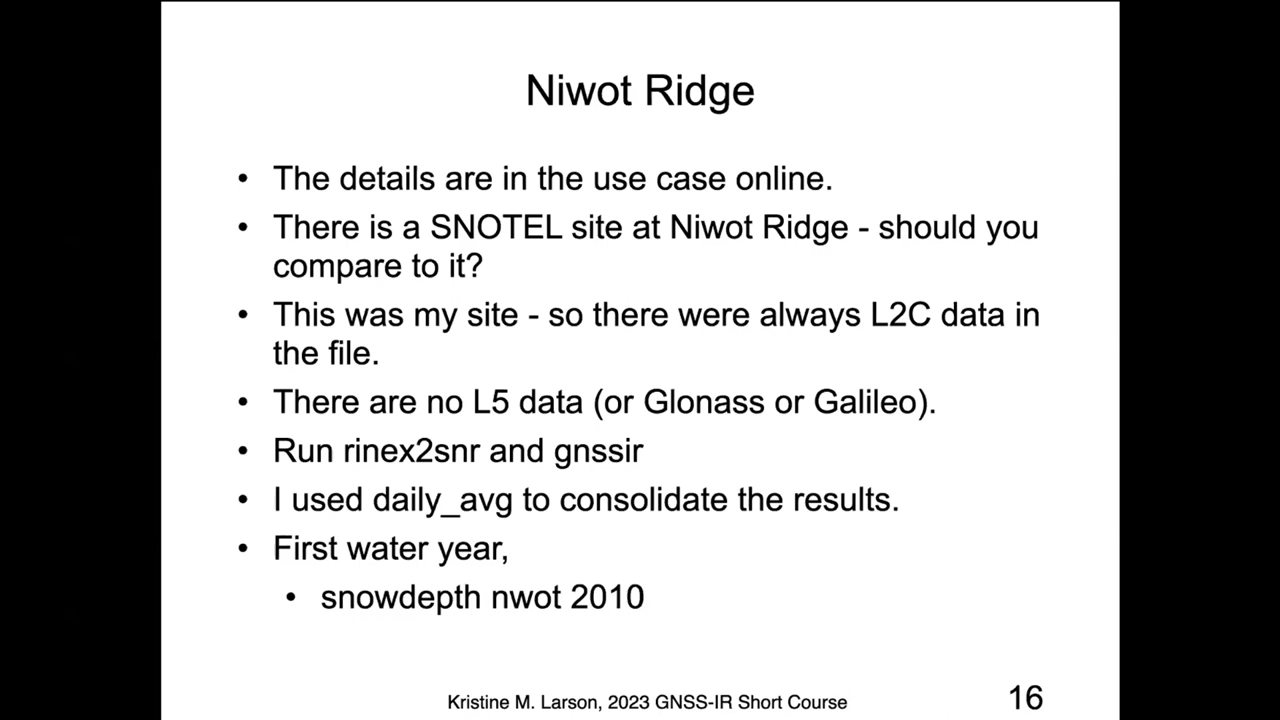 Niwot Ridge
• The details are in the use case online.
• There is a SNOTEL site at Niwot Ridge - should you
compare to it?
• This was my site - so there were always L2C data in
the file.
• There are no L5 data (or Glonass or Galileo).
• Run rinex2snr and gnssir
• I used daily_avg to consolidate the results.
• First water year,
• snowdepth nwot 2010
Kristine M. Larson, 2023 GNSS-IR Short Course
16